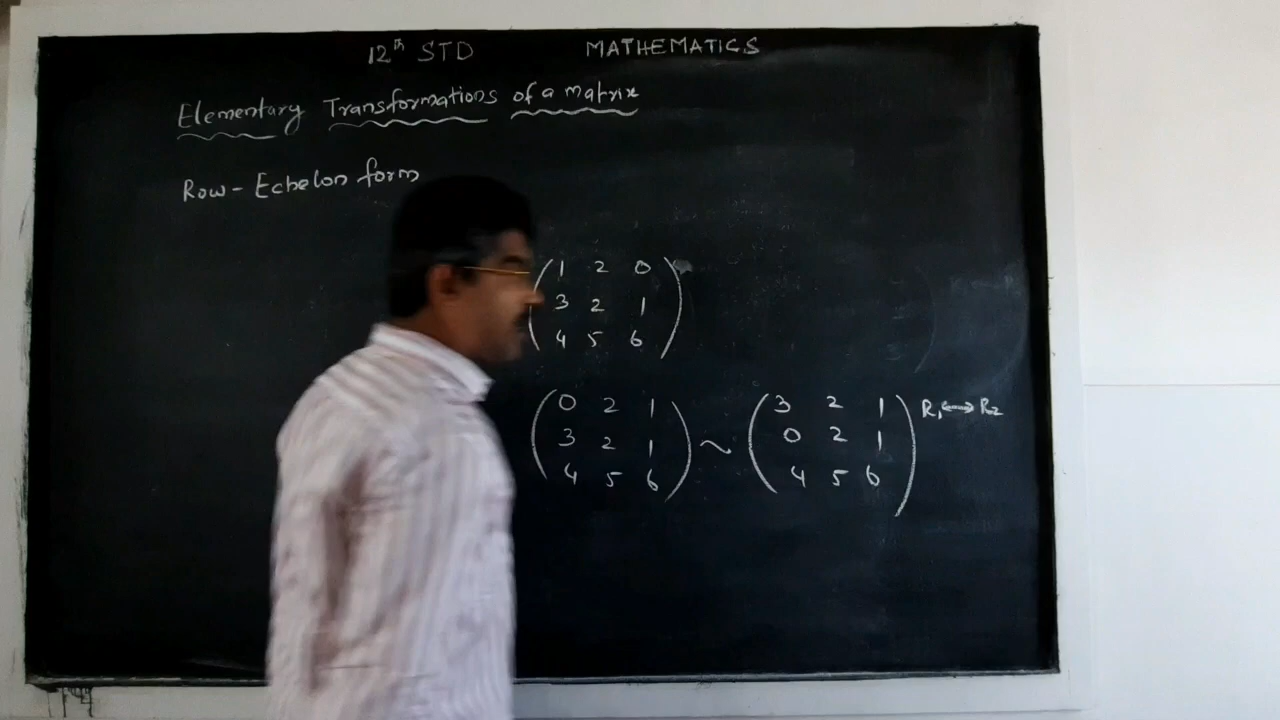 12th STD MATHEMATICS
Elementary Transformations of a matrix
Row - Echelon form
1 2 0
3 2 1
4 5 6
0 2 1 ~ 3 2 1 R1 ↔ R2
3 2 1 0 2 1
4 5 6 4 5 6